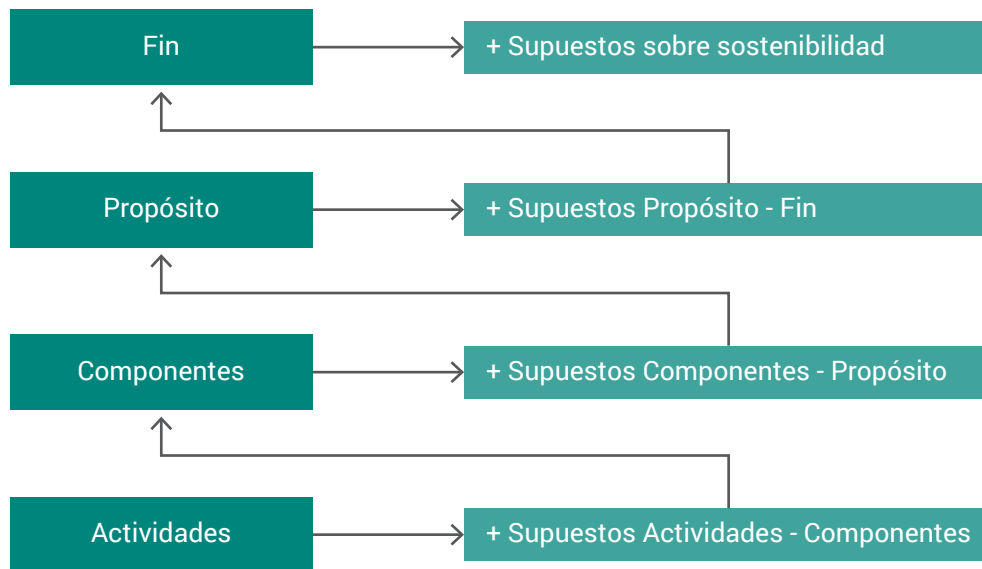 Fin
+ Supuestos sobre sostenibilidad
Propósito
+ Supuestos Propósito - Fin
Componentes
+ Supuestos Componentes - Propósito
Actividades
+ Supuestos Actividades - Componentes